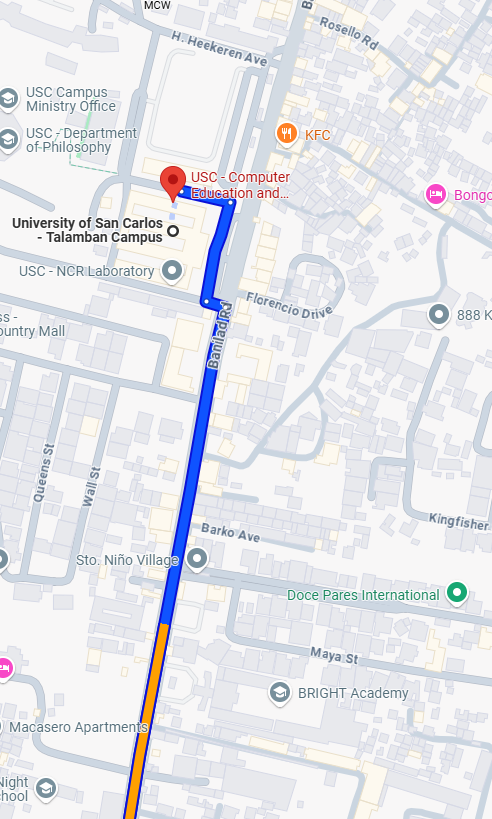 MCW
Rosello Rd
H. Heekeren Ave
USC Campus
Ministry Office
USC - Department
of Philosophy
KFC
USC - Computer
Education and...
Bongo
University of San Carlos
- Talamban Campus
USC - NCR Laboratory
Florencio Drive
ss -
ountry Mall
888 K
Banilad Rd
Queens St
Wall St
Kingfisher
Barko Ave
Sto. Niño Village
Doce Pares International
Maya St
BRIGHT Academy
Macasero Apartments
Night
chool